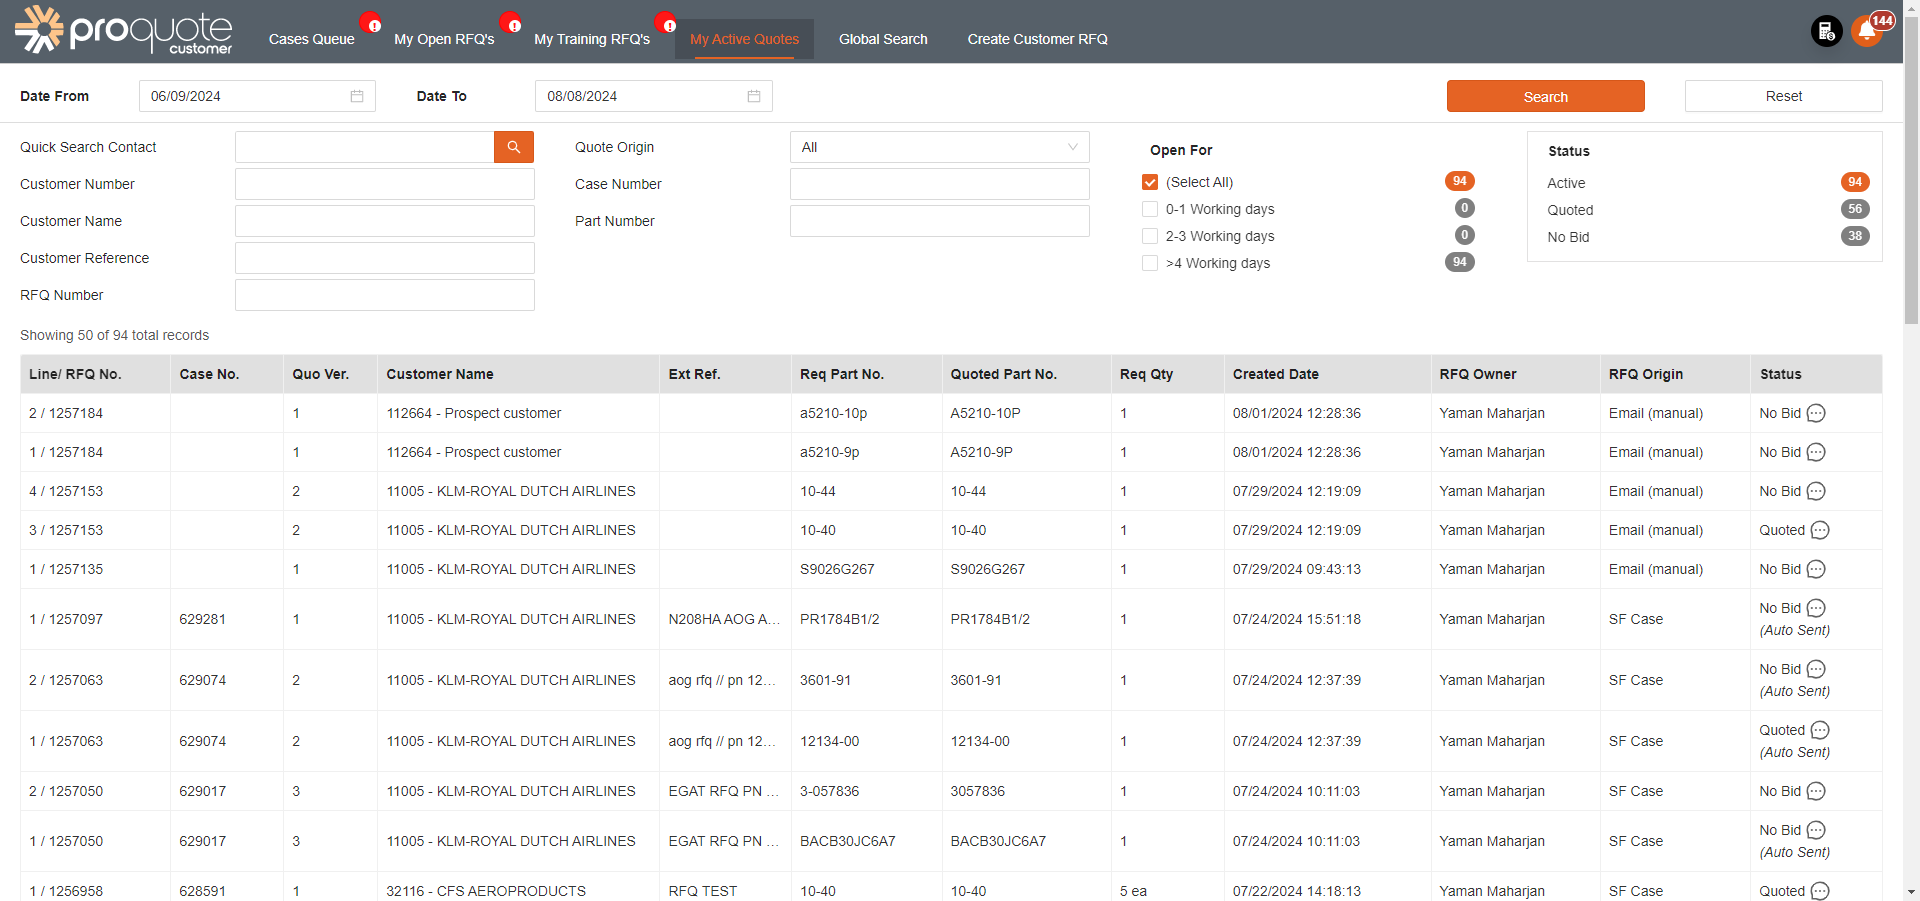 proquote customer
Cases Queue ! My Open RFQ's ! My Training RFQ's ! My Active Quotes Global Search Create Customer RFQ 144
Date From 06/09/2024 Date To 08/08/2024 Search Reset
Quick Search Contact Quote Origin All Open For Status
Customer Number Case Number (Select All) 94 Active 94
Customer Name Part Number 0-1 Working days 0 Quoted 56
Customer Reference 2-3 Working days 0 No Bid 38
RFQ Number >4 Working days 94
Showing 50 of 94 total records
Line/ RFQ No. Case No. Quo Ver. Customer Name Ext Ref. Req Part No. Quoted Part No. Req Qty Created Date RFQ Owner RFQ Origin Status
2 / 1257184 1 112664 - Prospect customer a5210-10p A5210-10P 1 08/01/2024 12:28:36 Yaman Maharjan Email (manual) No Bid
1 / 1257184 1 112664 - Prospect customer a5210-9p A5210-9P 1 08/01/2024 12:28:36 Yaman Maharjan Email (manual) No Bid
4 / 1257153 2 11005 - KLM-ROYAL DUTCH AIRLINES 10-44 10-44 1 07/29/2024 12:19:09 Yaman Maharjan Email (manual) No Bid
3 / 1257153 2 11005 - KLM-ROYAL DUTCH AIRLINES 10-40 10-40 1 07/29/2024 12:19:09 Yaman Maharjan Email (manual) Quoted
1 / 1257135 1 11005 - KLM-ROYAL DUTCH AIRLINES S9026G267 S9026G267 1 07/29/2024 09:43:13 Yaman Maharjan Email (manual) No Bid
1 / 1257097 629281 1 11005 - KLM-ROYAL DUTCH AIRLINES N208HA AOG A... PR1784B1/2 PR1784B1/2 1 07/24/2024 15:51:18 Yaman Maharjan SF Case No Bid
(Auto Sent)
2 / 1257063 629074 2 11005 - KLM-ROYAL DUTCH AIRLINES aog rfq // pn 12... 3601-91 3601-91 1 07/24/2024 12:37:39 Yaman Maharjan SF Case No Bid
(Auto Sent)
1 / 1257063 629074 2 11005 - KLM-ROYAL DUTCH AIRLINES aog rfq // pn 12... 12134-00 12134-00 1 07/24/2024 12:37:39 Yaman Maharjan SF Case Quoted
(Auto Sent)
2 / 1257050 629017 3 11005 - KLM-ROYAL DUTCH AIRLINES EGAT RFQ PN ... 3-057836 3057836 1 07/24/2024 10:11:03 Yaman Maharjan SF Case No Bid
1 / 1257050 629017 3 11005 - KLM-ROYAL DUTCH AIRLINES EGAT RFQ PN ... BACB30JC6A7 BACB30JC6A7 1 07/24/2024 10:11:03 Yaman Maharjan SF Case No Bid
(Auto Sent)
1 / 1256958 628591 1 32116 - CFS AEROPRODUCTS RFQ TEST 10-40 10-40 5 ea 07/22/2024 14:18:13 Yaman Maharjan SF Case Quoted